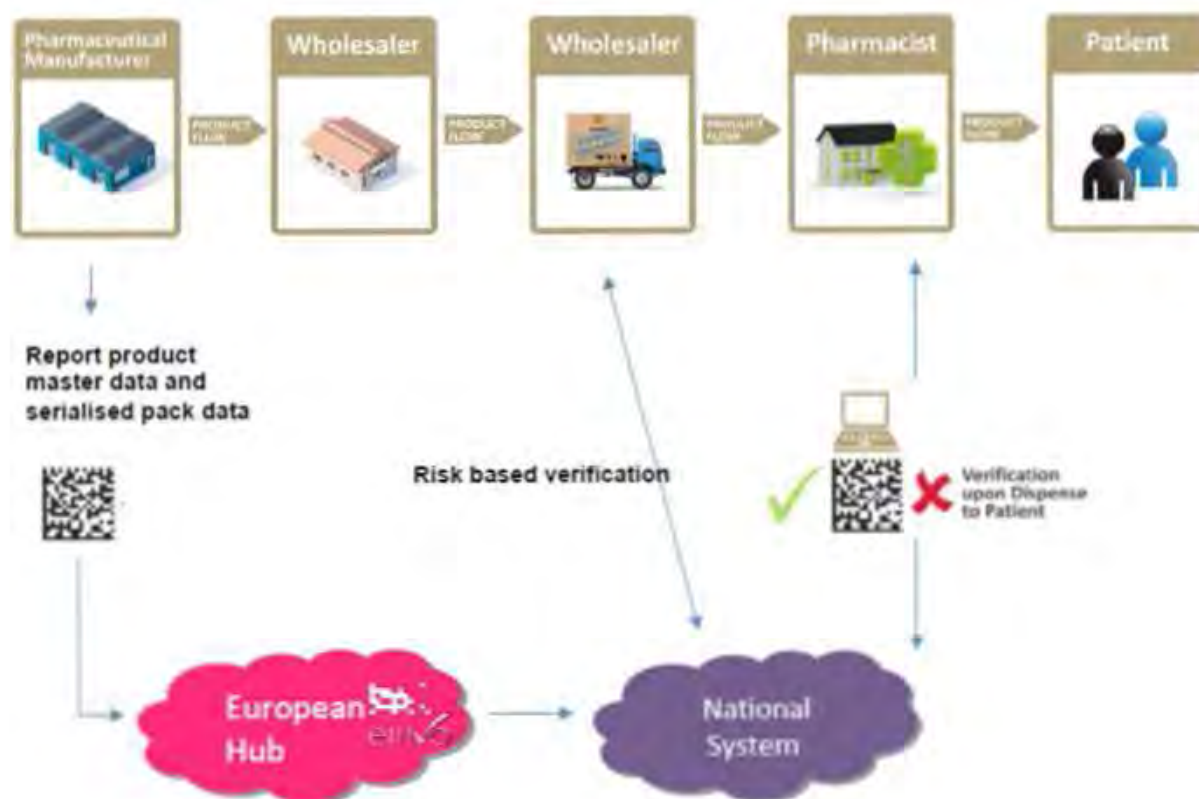 Pharmaceutical
Manufacturer
Wholesaler
Wholesaler
Pharmacist
Patient
PRODUCT
FLOW
PRODUCT
FLOW
PRODUCT
FLOW
PRODUCT
FLOW
Report product
master data and
serialised pack data
Risk based verification
Verification
upon Dispense
to Patient
European
Hub
National
System